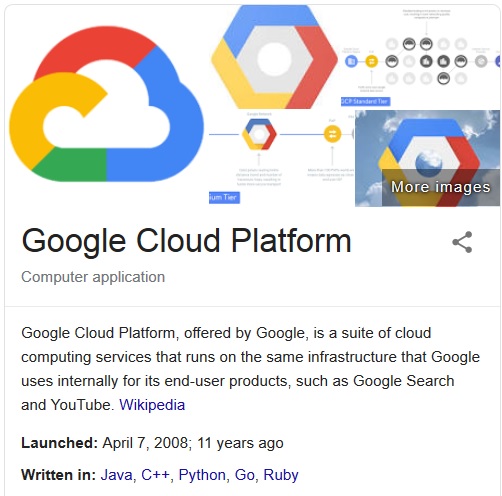 GCP Standard Tier
ium Tier
More images
Google Cloud Platform
Computer application
Google Cloud Platform, offered by Google, is a suite of cloud
computing services that runs on the same infrastructure that Google
uses internally for its end-user products, such as Google Search
and YouTube. Wikipedia
Launched: April 7, 2008; 11 years ago
Written in: Java, C++, Python, Go, Ruby